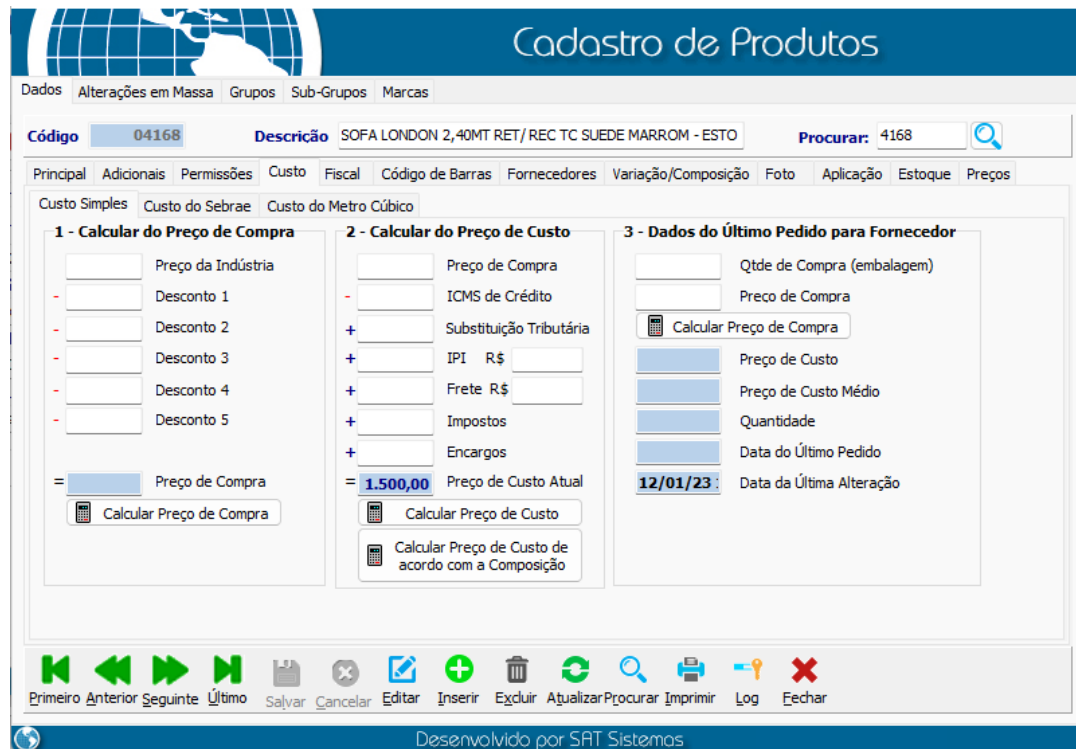 Cadastro de Produtos
Dados Alterações em Massa Grupos Sub-Grupos Marcas
Código 04168 Descrição SOFA LONDON 2,40MT RET/ REC TC SUEDE MARROM - ESTO Procurar: 4168
Principal Adicionais Permissões Custo Fiscal Código de Barras Fornecedores Variação/Composição Foto Aplicação Estoque Preços
Custo Simples Custo do Sebrae Custo do Metro Cúbico
1 - Calcular do Preço de Compra
Preço da Indústria
- Desconto 1
- Desconto 2
- Desconto 3
- Desconto 4
- Desconto 5
= Preço de Compra
Calcular Preço de Compra
2 - Calcular do Preço de Custo
Preço de Compra
- ICMS de Crédito
+ Substituição Tributária
+ IPI R$
+ Frete R$
+ Impostos
+ Encargos
= 1.500,00 Preço de Custo Atual
Calcular Preço de Custo
Calcular Preço de Custo de
acordo com a Composição
3 - Dados do Último Pedido para Fornecedor
Qtde de Compra (embalagem)
Preço de Compra
Calcular Preço de Compra
Preço de Custo
Preço de Custo Médio
Quantidade
Data do Último Pedido
12/01/23 : Data da Última Alteração
Primeiro Anterior Seguinte Último Salvar Cancelar Editar Inserir Excluir Atualizar Procurar Imprimir Log Fechar
Desenvolvido por SAT Sistemas